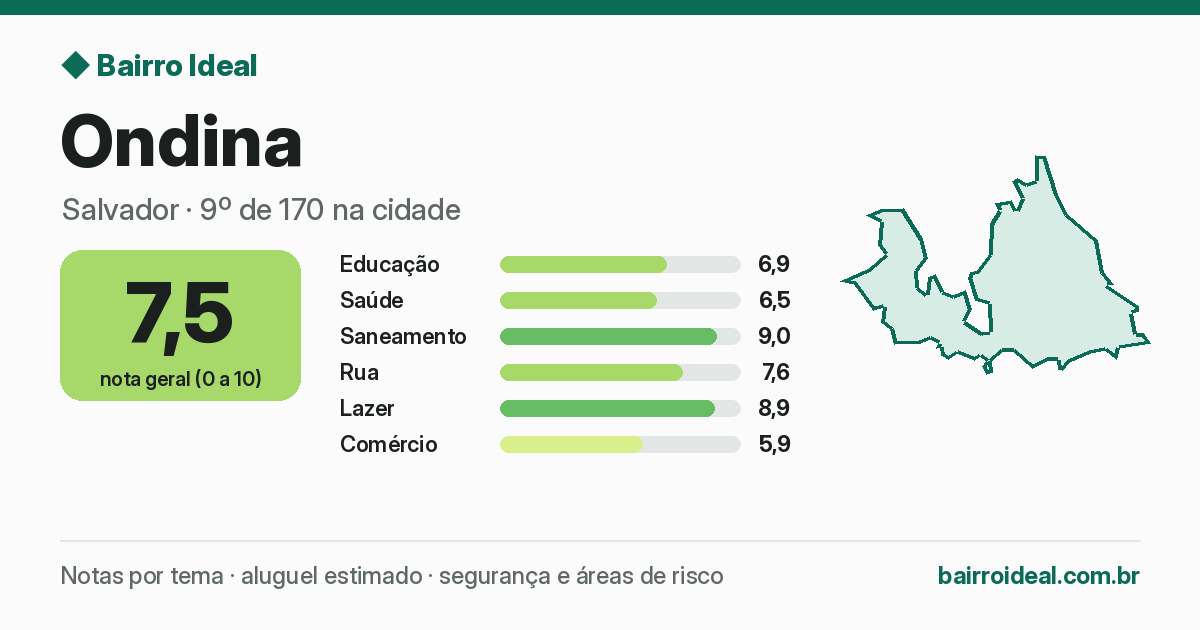 Bairro Ideal
Ondina
Salvador · 9º de 170 na cidade
7,5
nota geral (0 a 10)
Educação 6,9
Saúde 6,5
Saneamento 9,0
Rua 7,6
Lazer 8,9
Comércio 5,9
Notas por tema · aluguel estimado · segurança e áreas de risco
bairroideal.com.br